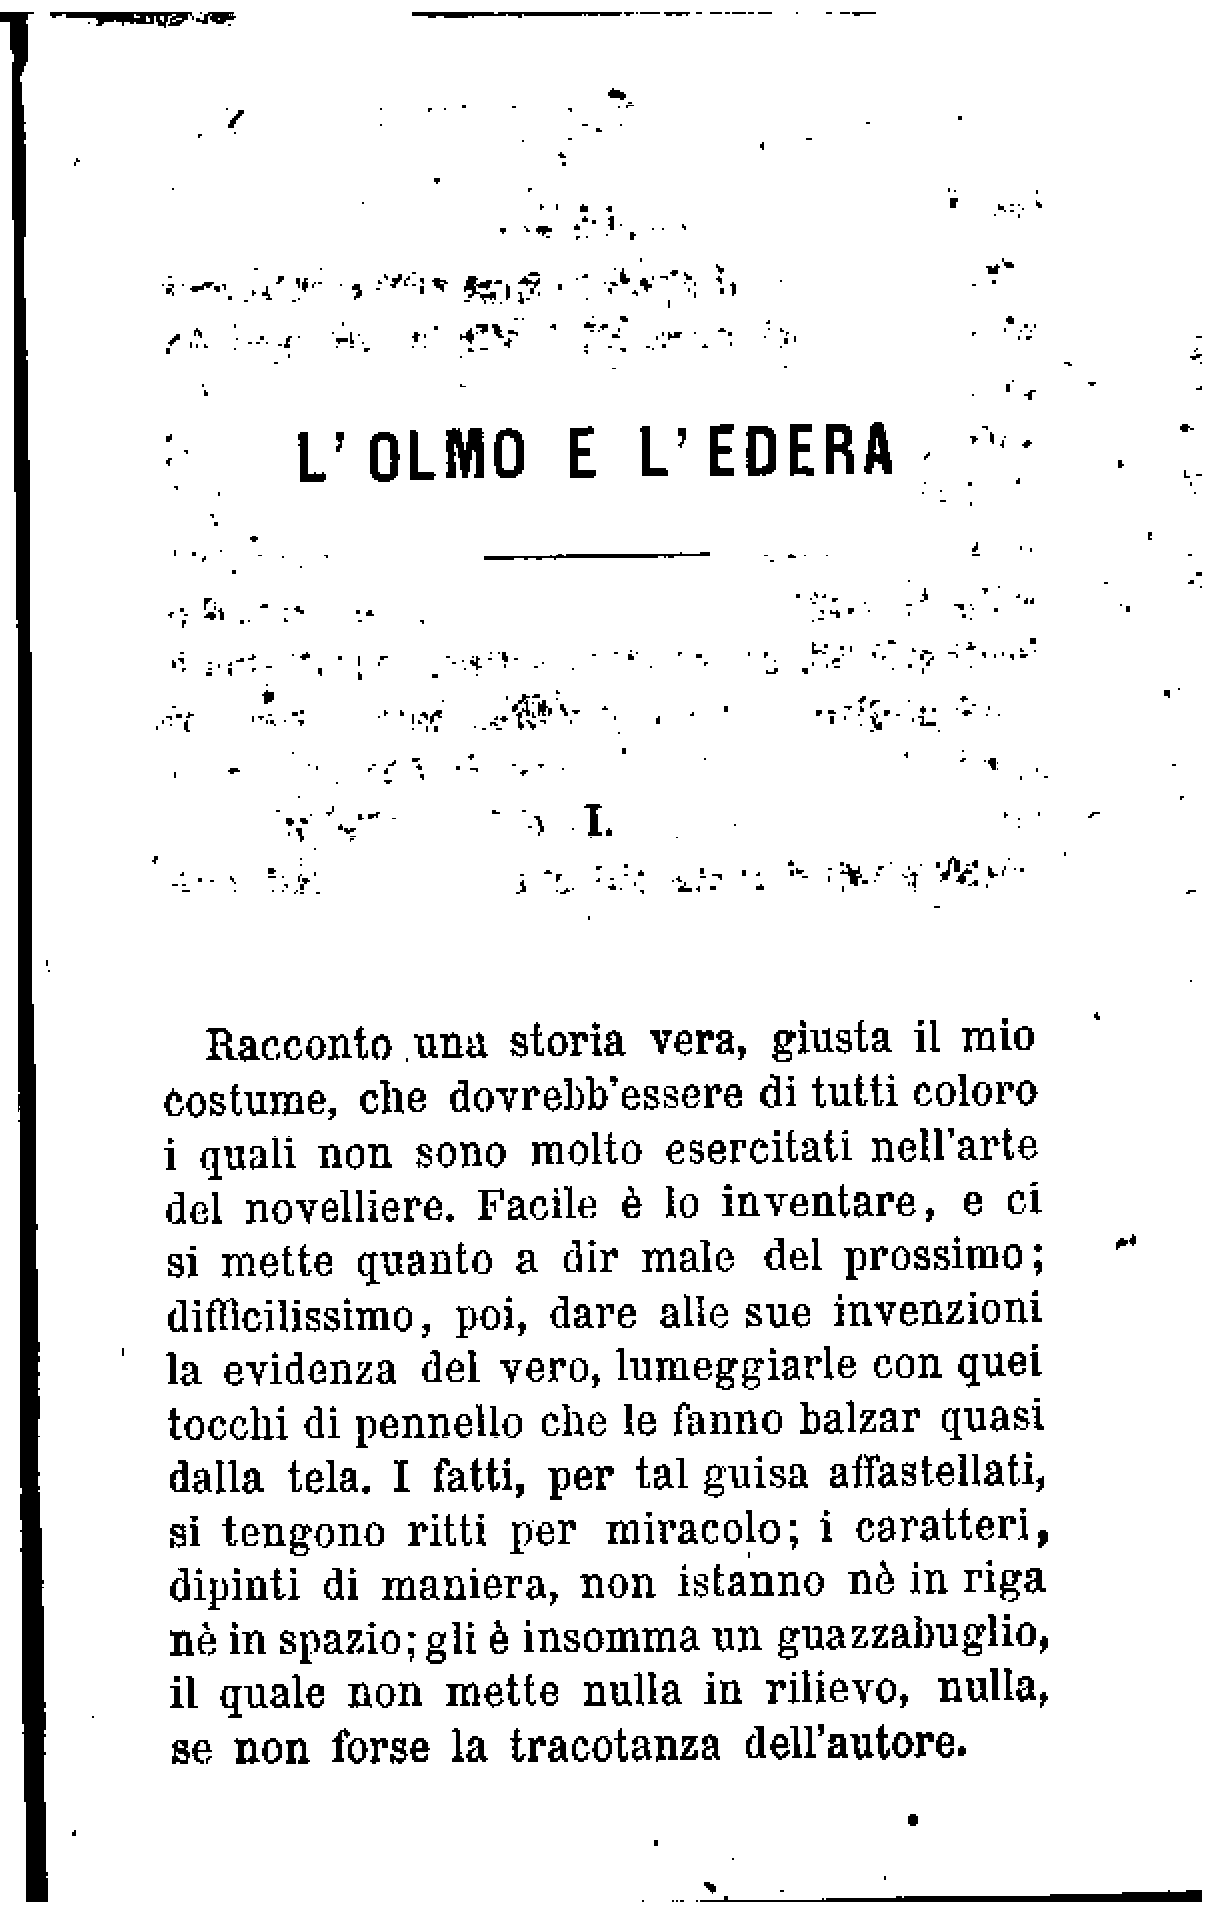 L'OLMO E L'EDERA
I.
Racconto una storia vera, giusta il mio
costume, che dovrebb'essere di tutti coloro
i quali non sono molto esercitati nell'arte
del novelliere. Facile è lo inventare, e ci
si mette quanto a dir male del prossimo;
difficilissimo, poi, dare alle sue invenzioni
la evidenza del vero, lumeggiarle con quei
tocchi di pennello che le fanno balzar quasi
dalla tela. I fatti, per tal guisa affastellati,
si tengono ritti per miracolo; i caratteri,
dipinti di maniera, non istanno nè in riga
nè in spazio; gli è insomma un guazzabuglio,
il quale non mette nulla in rilievo, nulla,
se non forse la tracotanza dell'autore.